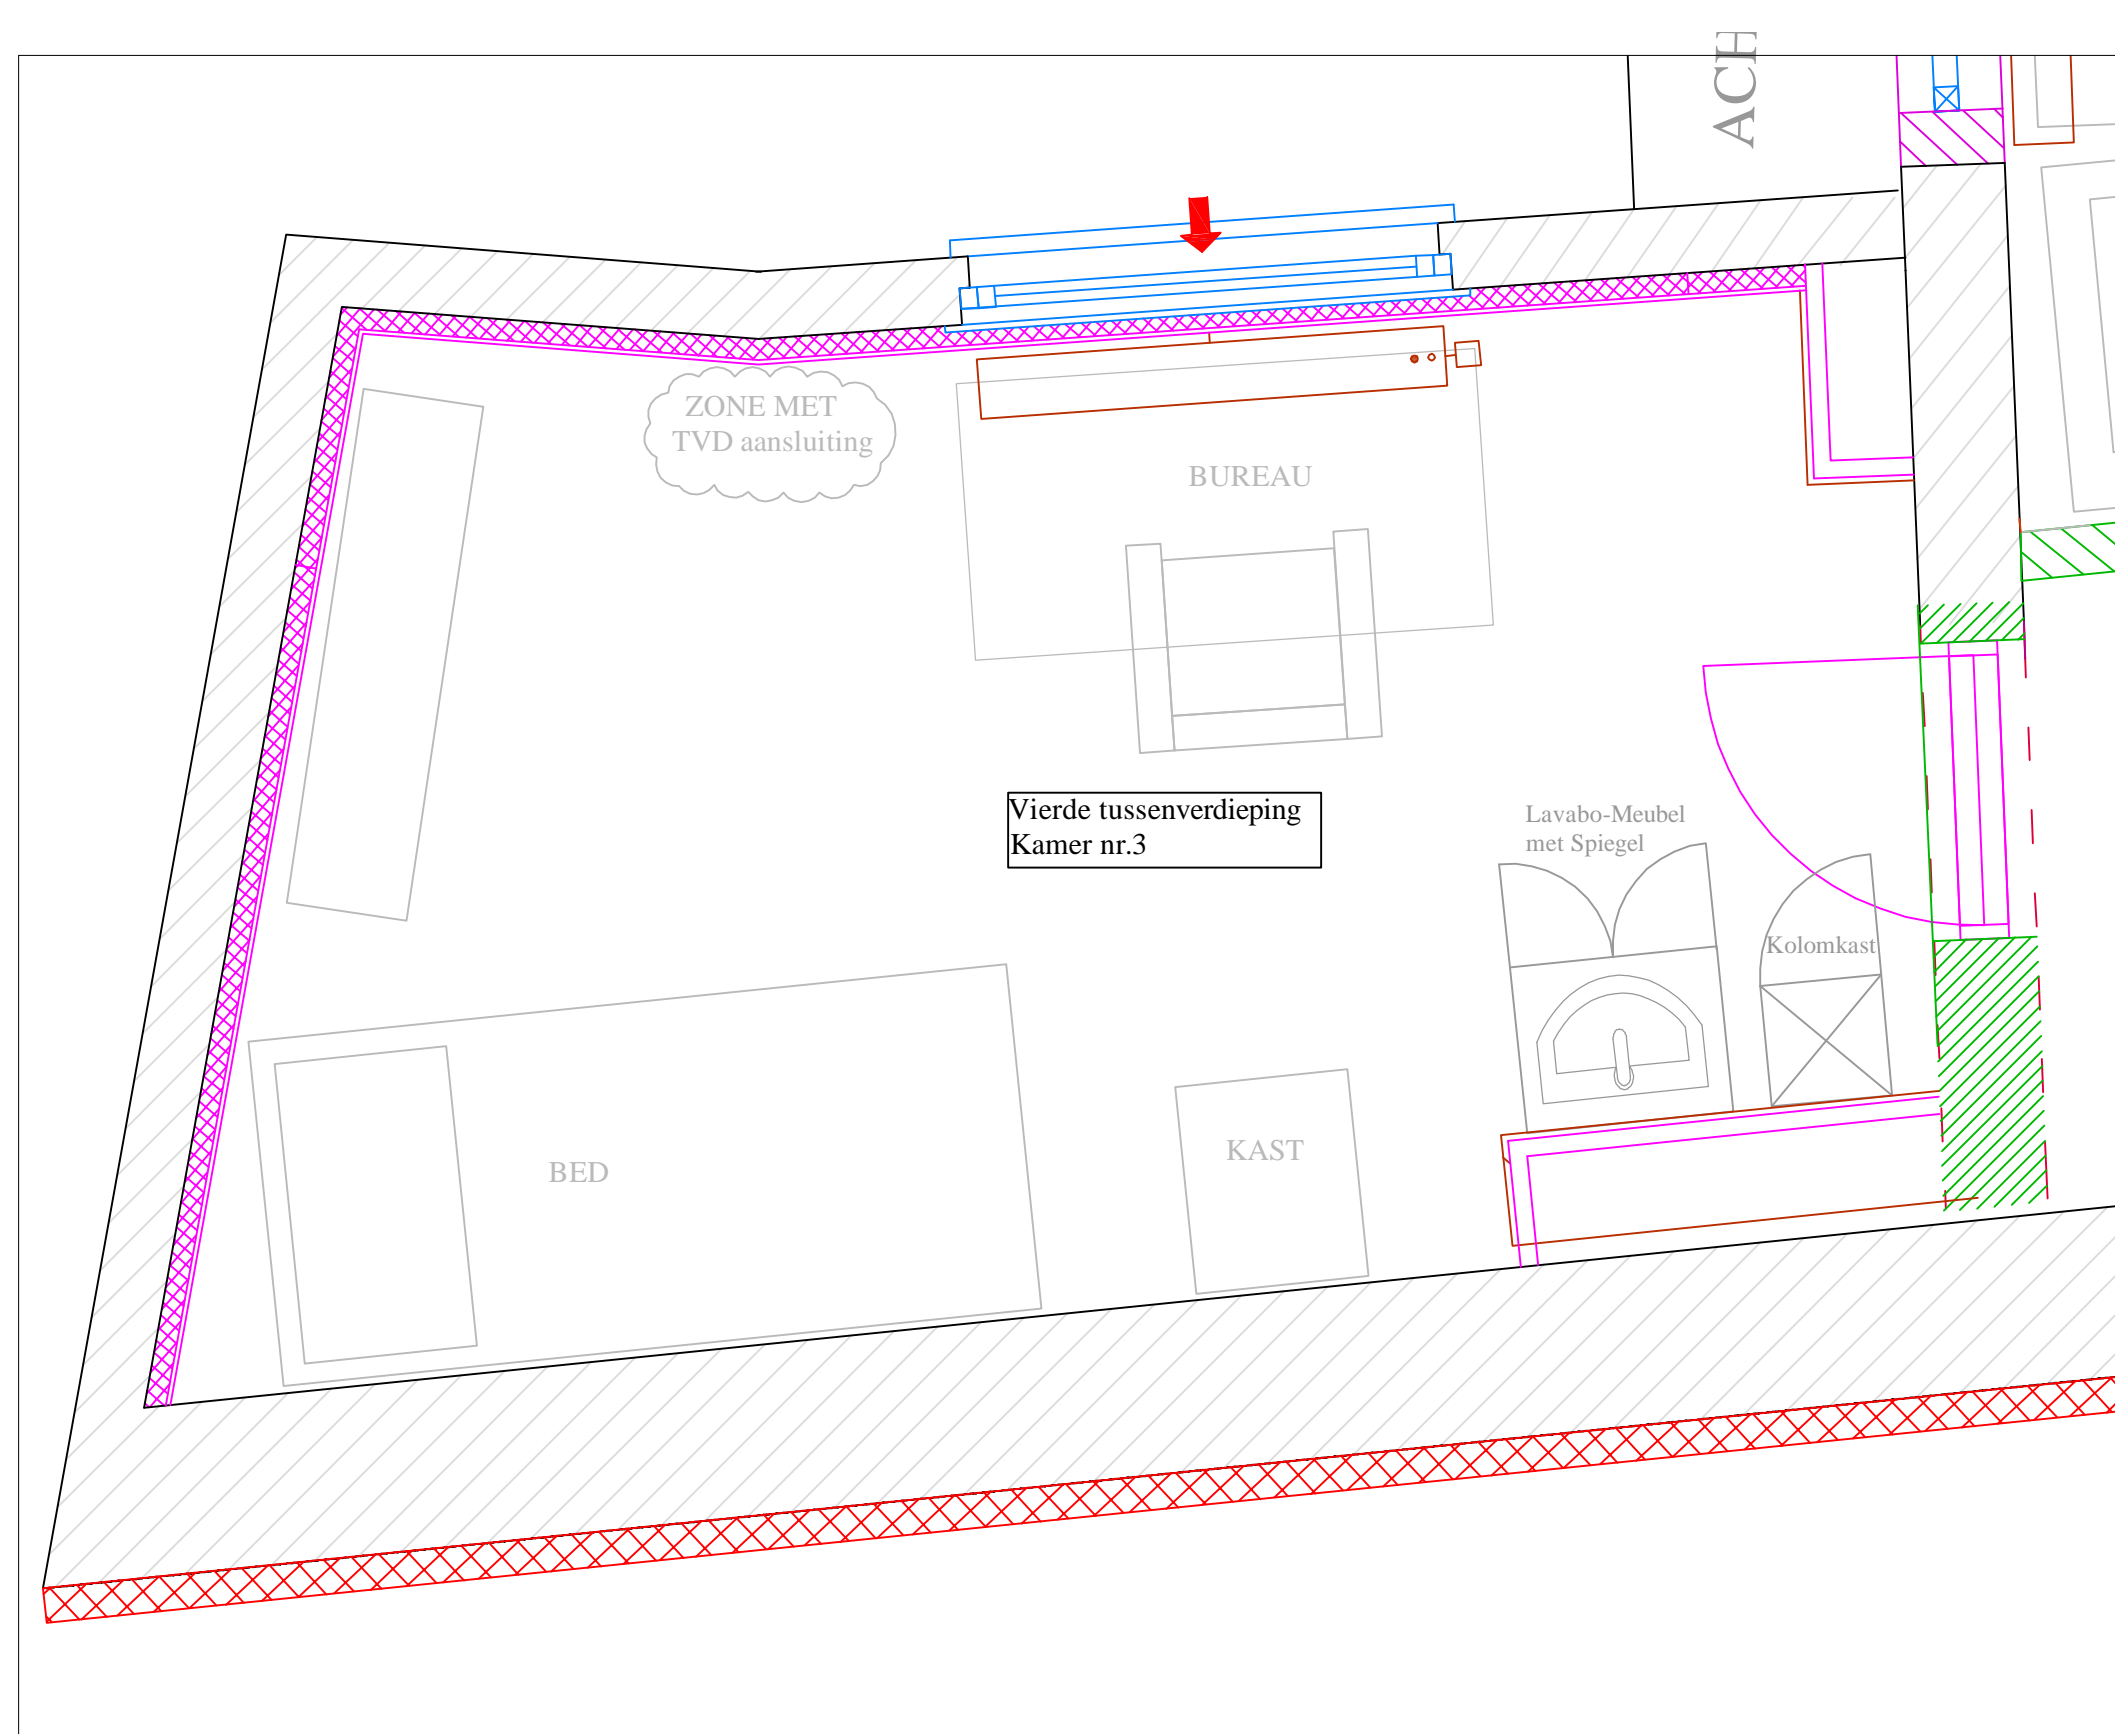 ACH
ZONE MET
TVD aansluiting
BUREAU
Vierde tussenverdieping
Kamer nr.3
Lavabo-Meubel
met Spiegel
Kolomkast
BED
KAST